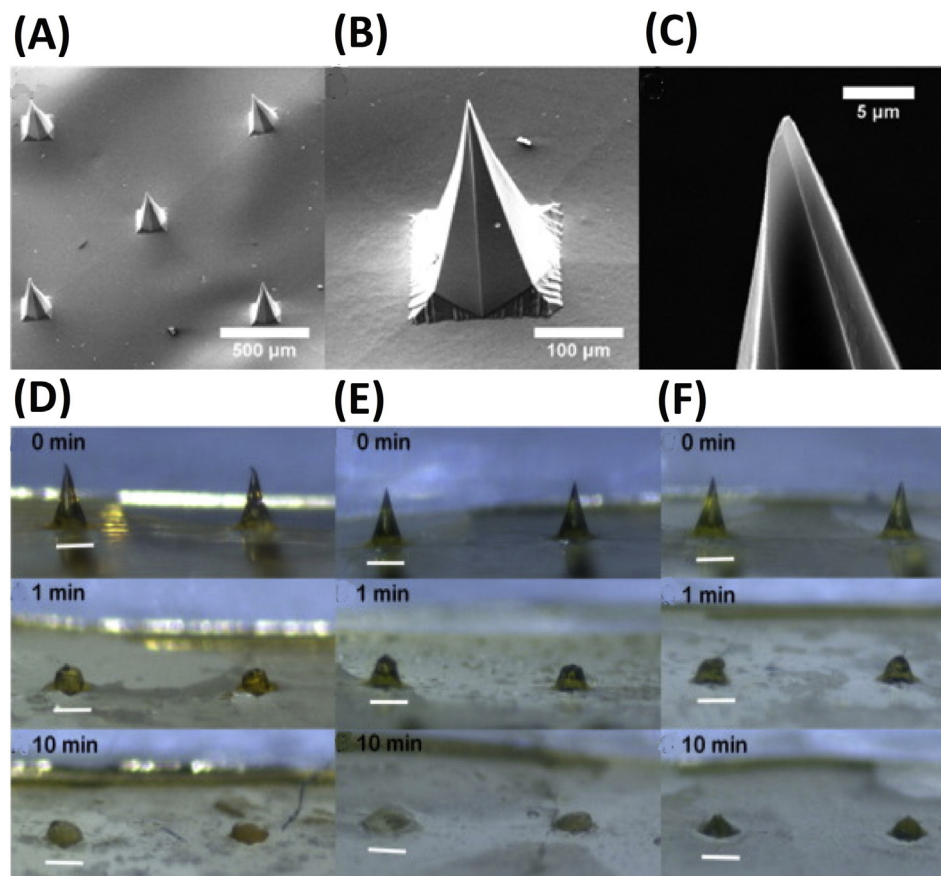 (A) (B) (C)
5 μm
500 μm
100 μm
(D) (E) (F)
0 min 0 min 0 min
1 min 1 min 1 min
10 min 10 min 10 min